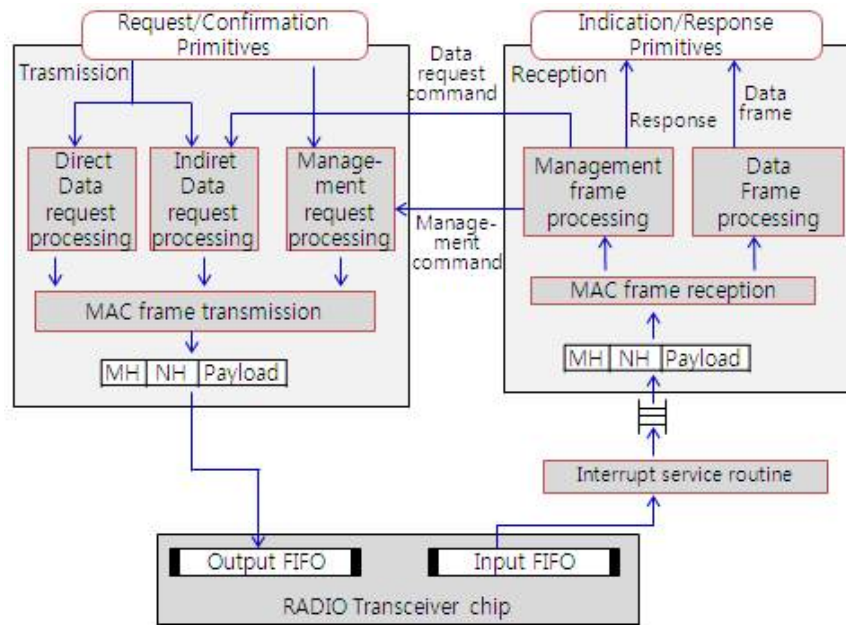 Request/Confirmation
Primitives
Indication/Response
Primitives
Trasmission
Data
request
command
Reception
Response
Data
frame
Direct
Data
request
processing
Indiret
Data
request
processing
Manage-
ment
request
processing
Management
frame
processing
Data
Frame
processing
Manage-
ment
command
MAC frame transmission
MAC frame reception
MH NH Payload
MH NH Payload
Interrupt service routine
Output FIFO
Input FIFO
RADIO Transceiver chip